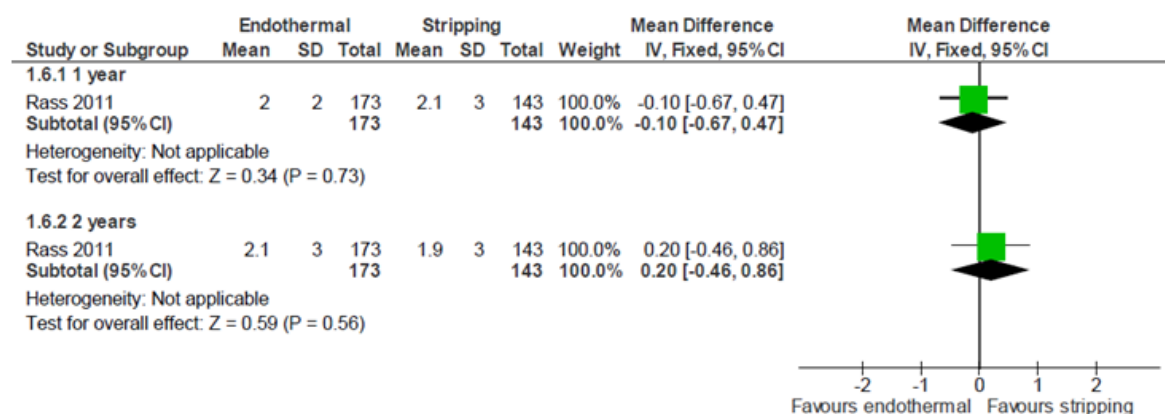 Endothermal Stripping Mean Difference Mean Difference
Study or Subgroup Mean SD Total Mean SD Total Weight IV, Fixed, 95% CI IV, Fixed, 95% CI
1.6.1 1 year
Rass 2011 2 2 173 2.1 3 143 100.0% -0.10 [-0.67, 0.47]
Subtotal (95% CI) 173 143 100.0% -0.10 [-0.67, 0.47]
Heterogeneity: Not applicable
Test for overall effect: Z = 0.34 (P = 0.73)
1.6.2 2 years
Rass 2011 2.1 3 173 1.9 3 143 100.0% 0.20 [-0.46, 0.86]
Subtotal (95% CI) 173 143 100.0% 0.20 [-0.46, 0.86]
Heterogeneity: Not applicable
Test for overall effect: Z = 0.59 (P = 0.56)
-2 -1 0 1 2
Favours endothermal Favours stripping